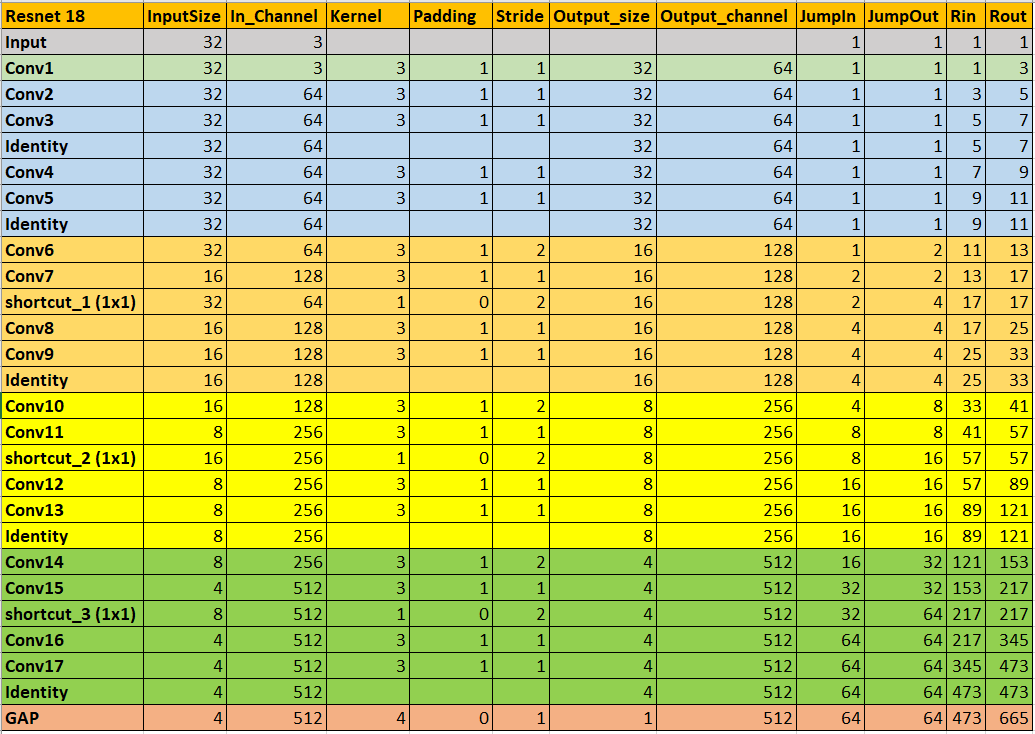 Resnet 18 InputSize In_Channel Kernel Padding Stride Output_size Output_channel JumpIn JumpOut Rin Rout
Input 32 3 1 1 1 1
Conv1 32 3 3 1 1 32 64 1 1 1 3
Conv2 32 64 3 1 1 32 64 1 1 3 5
Conv3 32 64 3 1 1 32 64 1 1 5 7
Identity 32 64 32 64 1 1 5 7
Conv4 32 64 3 1 1 32 64 1 1 7 9
Conv5 32 64 3 1 1 32 64 1 1 9 11
Identity 32 64 32 64 1 1 9 11
Conv6 32 64 3 1 2 16 128 1 2 11 13
Conv7 16 128 3 1 1 16 128 2 2 13 17
shortcut_1 (1x1) 32 64 1 0 2 16 128 2 4 17 17
Conv8 16 128 3 1 1 16 128 4 4 17 25
Conv9 16 128 3 1 1 16 128 4 4 25 33
Identity 16 128 16 128 4 4 25 33
Conv10 16 128 3 1 2 8 256 4 8 33 41
Conv11 8 256 3 1 1 8 256 8 8 41 57
shortcut_2 (1x1) 16 256 1 0 2 8 256 8 16 57 57
Conv12 8 256 3 1 1 8 256 16 16 57 89
Conv13 8 256 3 1 1 8 256 16 16 89 121
Identity 8 256 8 256 16 16 89 121
Conv14 8 256 3 1 2 4 512 16 32 121 153
Conv15 4 512 3 1 1 4 512 32 32 153 217
shortcut_3 (1x1) 8 512 1 0 2 4 512 32 64 217 217
Conv16 4 512 3 1 1 4 512 64 64 217 345
Conv17 4 512 3 1 1 4 512 64 64 345 473
Identity 4 512 4 512 64 64 473 473
GAP 4 512 4 0 1 1 512 64 64 473 665